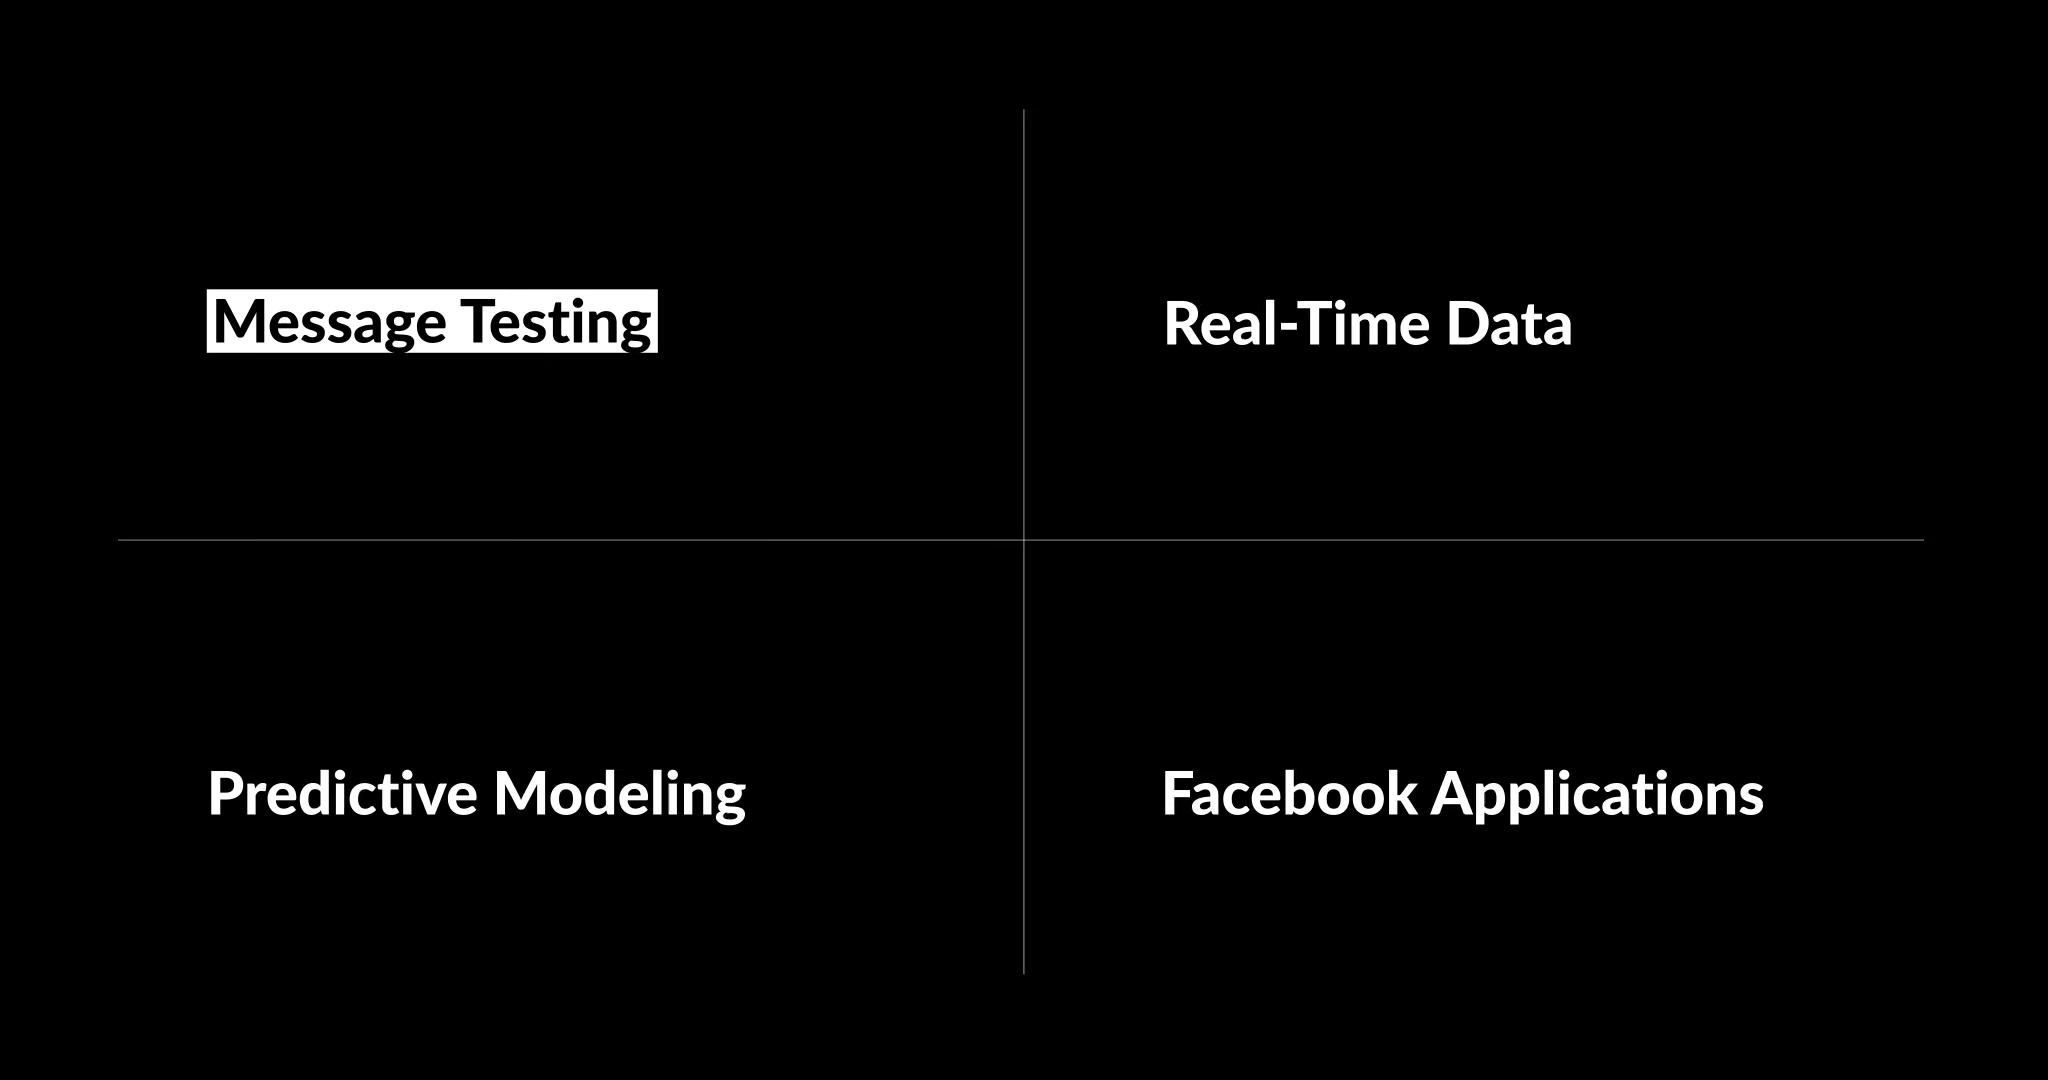 Message Testing
Real-Time Data
Predictive Modeling
Facebook Applications